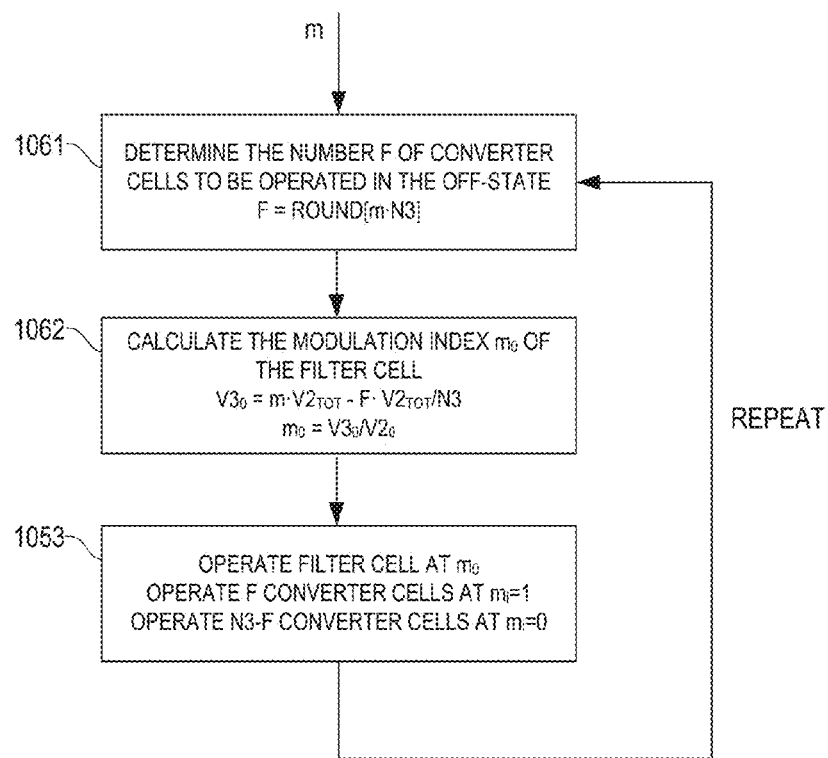 m
1061
DETERMINE THE NUMBER F OF CONVERTER
CELLS TO BE OPERATED IN THE OFF-STATE
F = ROUND[m·N3]
1062
CALCULATE THE MODULATION INDEX m₀ OF
THE FILTER CELL
V3₀ = m·V2TOT - F·V2TOT/N3
m₀ = V3₀/V2₀
REPEAT
1053
OPERATE FILTER CELL AT m₀
OPERATE F CONVERTER CELLS AT mᵢ=1
OPERATE N3-F CONVERTER CELLS AT mᵢ=0